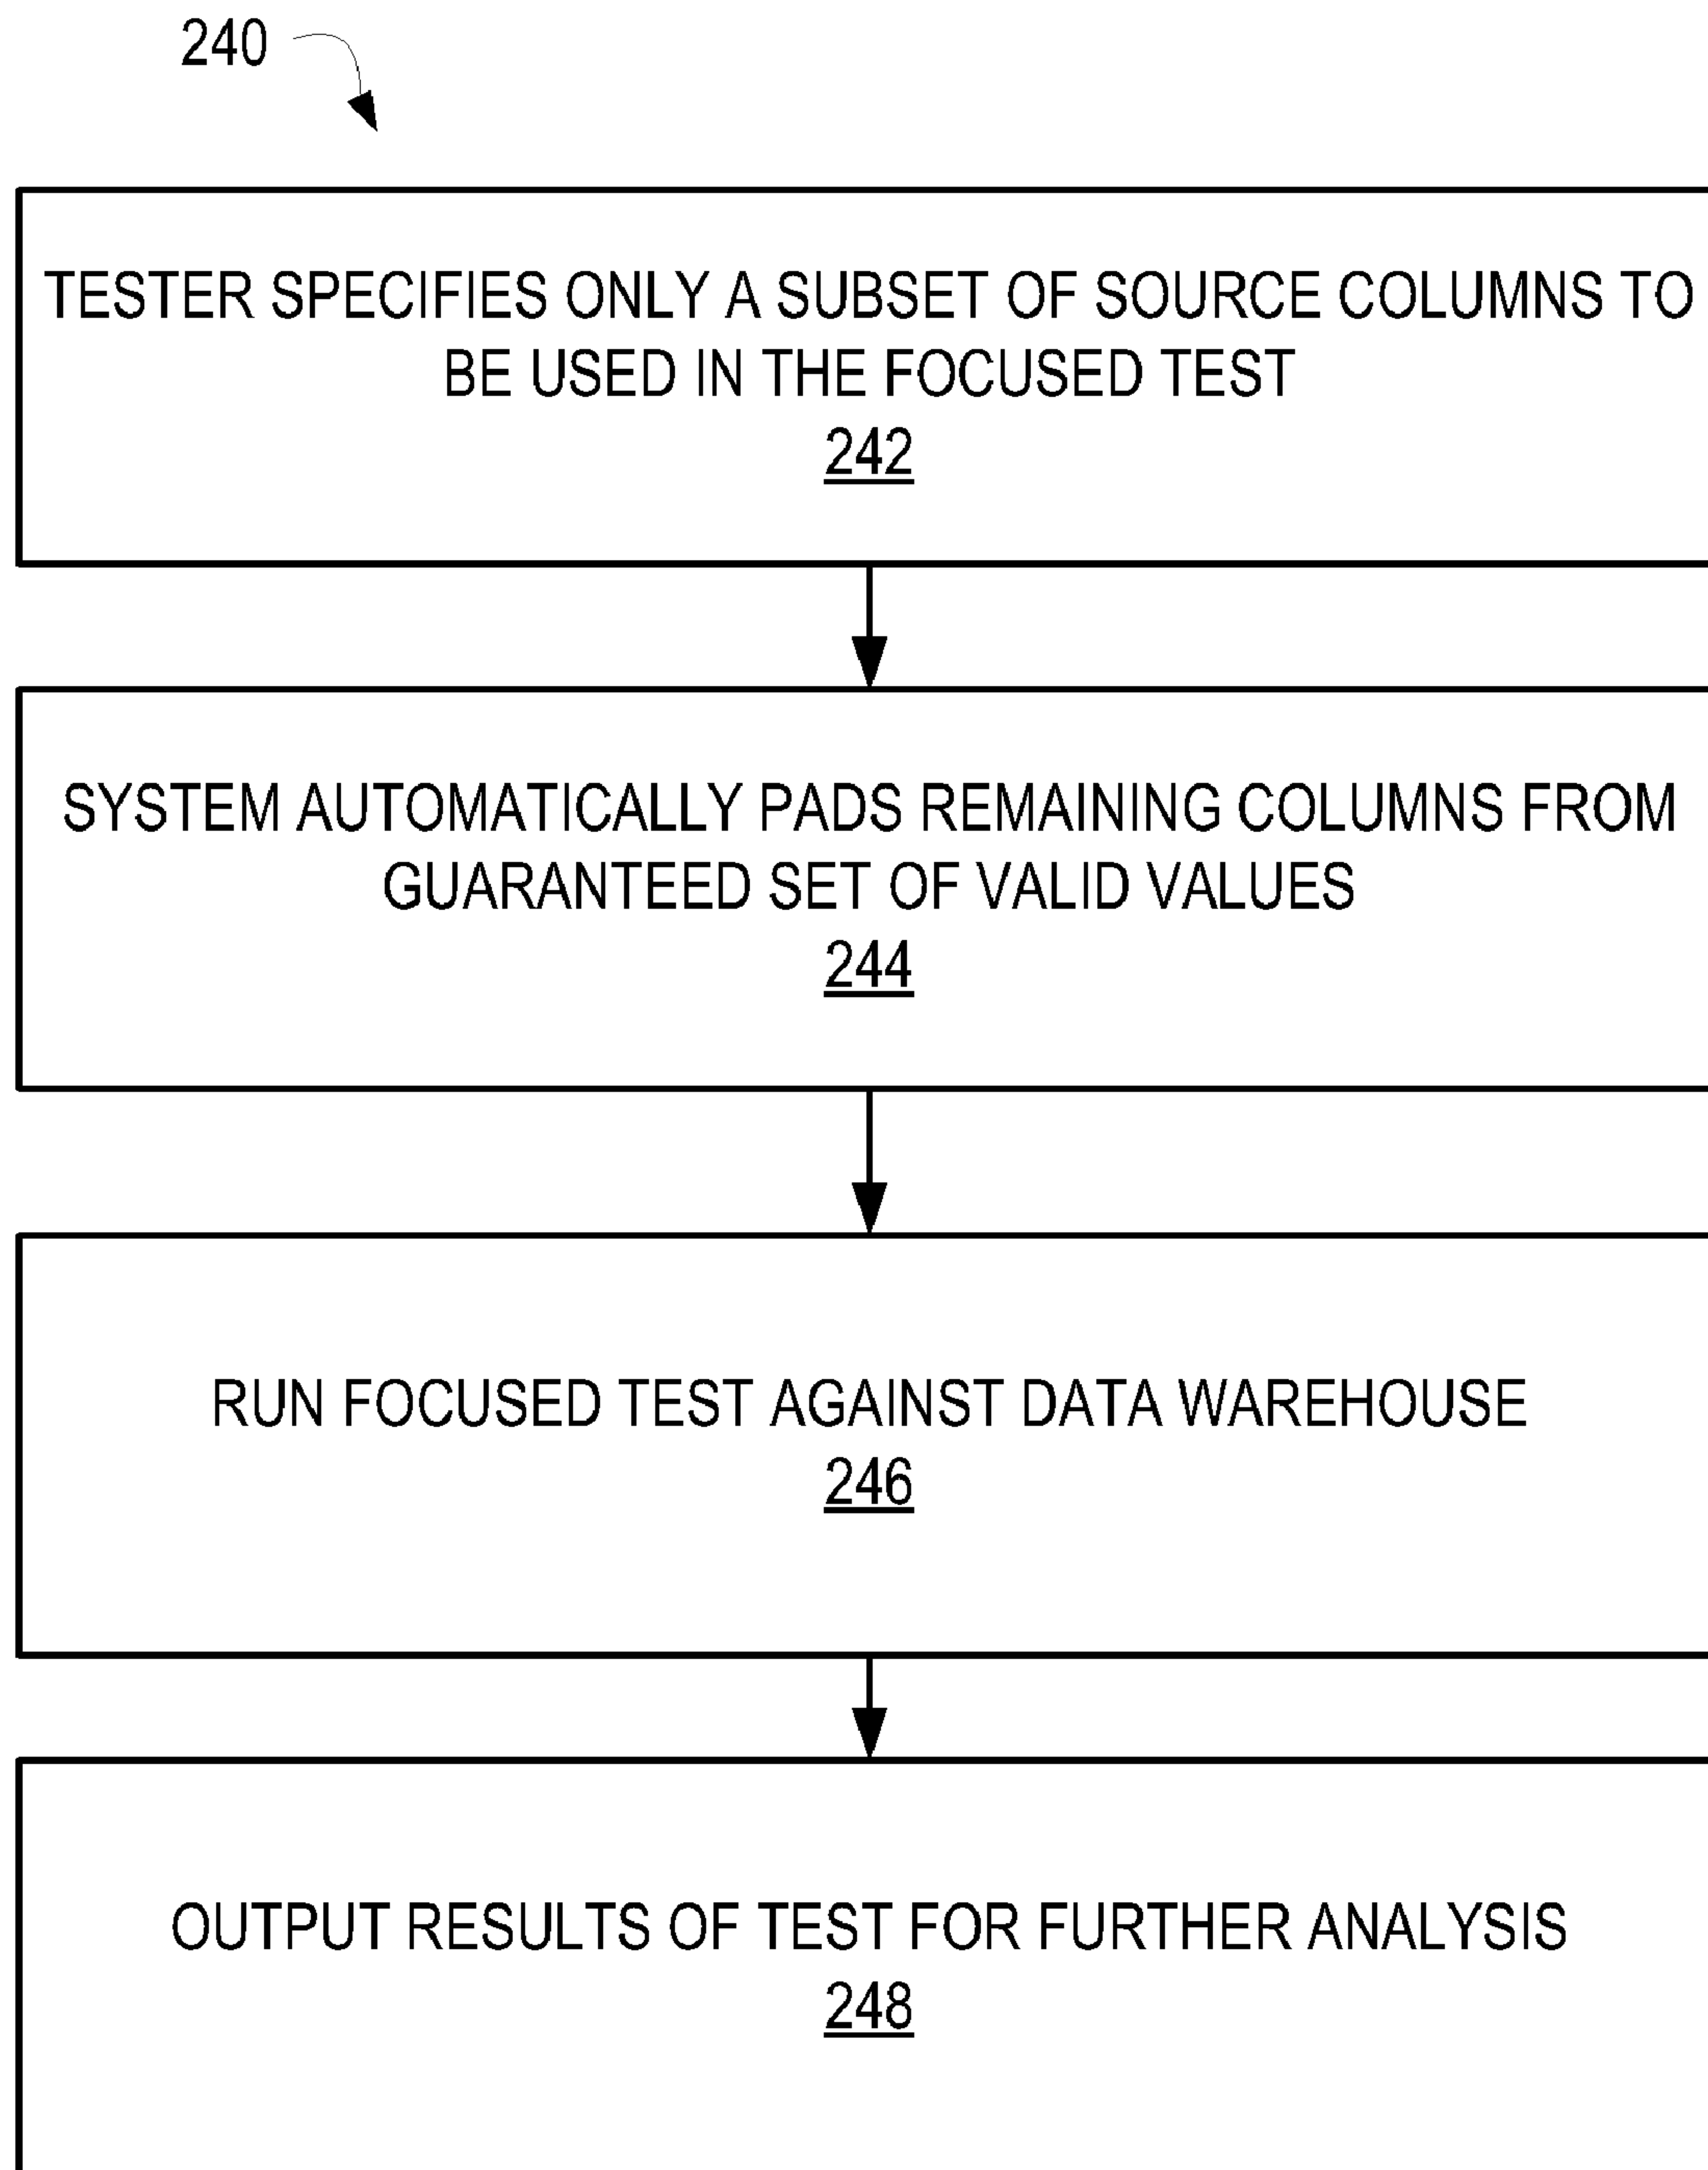 240
TESTER SPECIFIES ONLY A SUBSET OF SOURCE COLUMNS TO
BE USED IN THE FOCUSED TEST
242
SYSTEM AUTOMATICALLY PADS REMAINING COLUMNS FROM
GUARANTEED SET OF VALID VALUES
244
RUN FOCUSED TEST AGAINST DATA WAREHOUSE
246
OUTPUT RESULTS OF TEST FOR FURTHER ANALYSIS
248